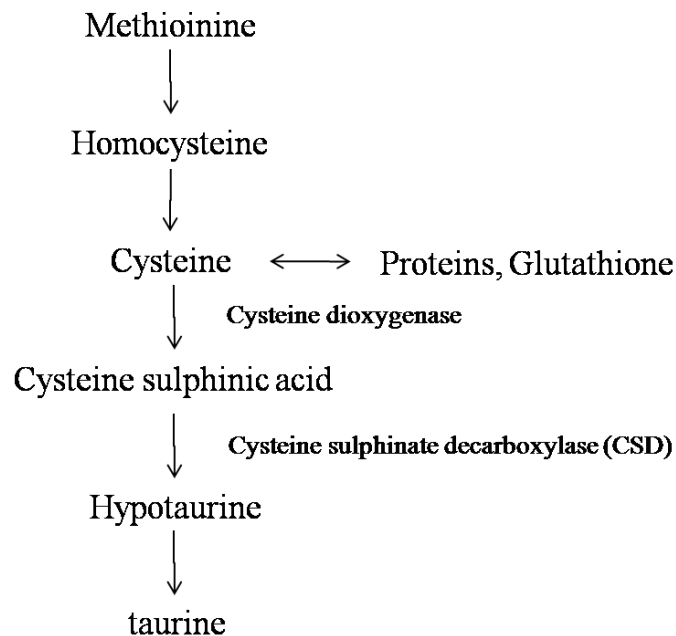 Methioinine
Homocysteine
Cysteine Proteins, Glutathione
Cysteine dioxygenase
Cysteine sulphinic acid
Cysteine sulphinate decarboxylase (CSD)
Hypotaurine
taurine